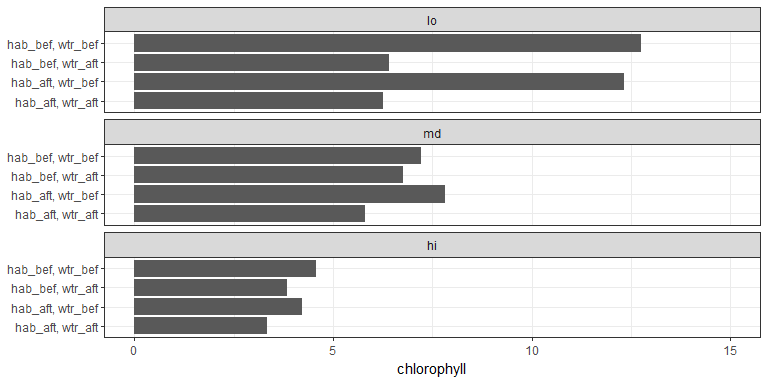 lo
hab_bef, wtr_bef
hab_bef, wtr_aft
hab_aft, wtr_bef
hab_aft, wtr_aft
md
hab_bef, wtr_bef
hab_bef, wtr_aft
hab_aft, wtr_bef
hab_aft, wtr_aft
hi
hab_bef, wtr_bef
hab_bef, wtr_aft
hab_aft, wtr_bef
hab_aft, wtr_aft
0 5 10 15
chlorophyll